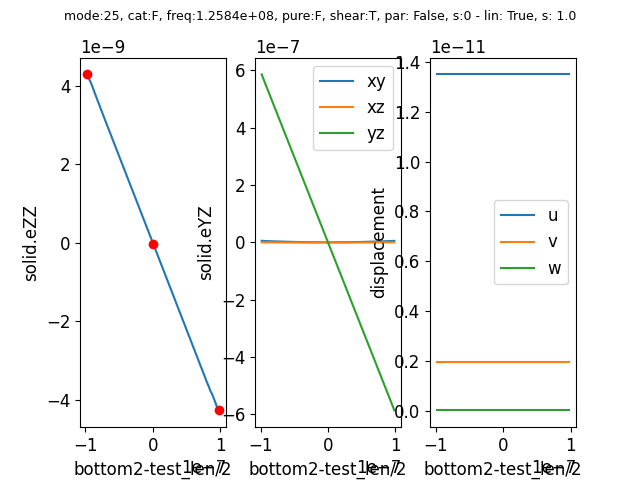 mode:25, cat:F, freq:1.2584e+08, pure:F, shear:T, par: False, s:0 - lin: True, s: 1.0
1e−9
4
2
0
−2
−4
−1
0
1
1e−7
solid.eZZ
bottom2-test_len/2
1e−7
6
4
2
0
−2
−4
−6
−1
0
1
1e−7
solid.eYZ
bottom2-test_len/2
xy
xz
yz
1e−11
1.4
1.2
1.0
0.8
0.6
0.4
0.2
0.0
−1
0
1
1e−7
displacement
bottom2-test_len/2
u
v
w